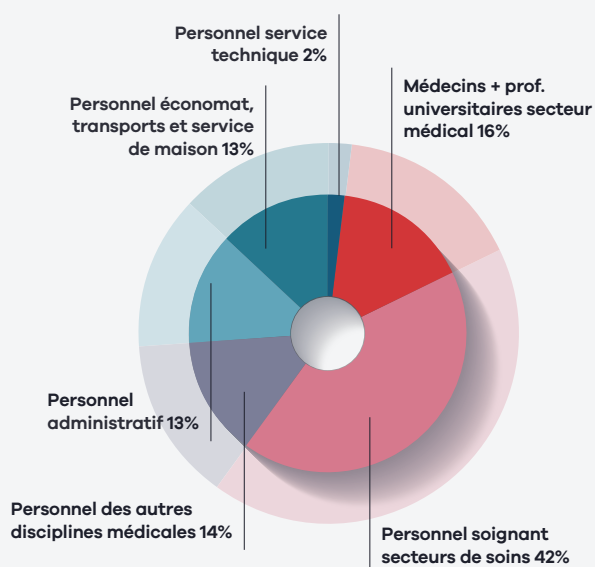 Personnel service
technique 2%
Médecins + prof.
universitaires secteur
médical 16%
Personnel économat,
transports et service
de maison 13%
Personnel
administratif 13%
Personnel des autres
disciplines médicales 14%
Personnel soignant
secteurs de soins 42%